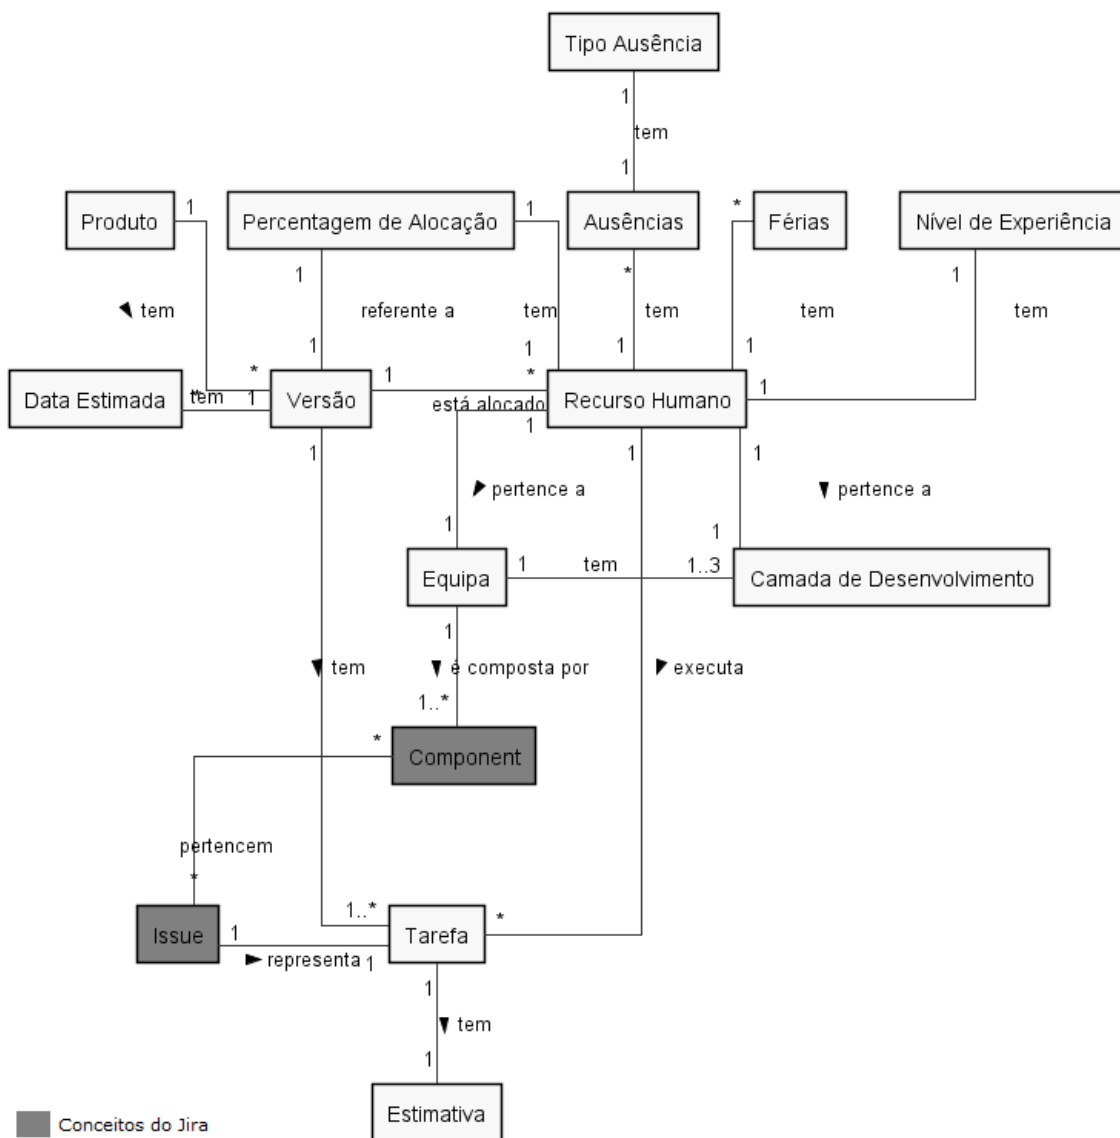 Tipo Ausência
1
tem
1
Produto
1
Percentagem de Alocação
1
Ausências
*
Férias
Nível de Experiência
1
*
1
tem
referente a
tem
tem
tem
tem
*
1
1
1
1
Data Estimada
*
tem
1
Versão
1
*
está alocado
Recurso Humano
1
1
1
1
1
pertence a
pertence a
1
1
Equipa
1
tem
1..3
Camada de Desenvolvimento
1
tem
é composta por
executa
1..*
*
Component
pertencem
*
1..*
*
Issue
1
Tarefa
representa
1
1
tem
1
Estimativa
Conceitos do Jira